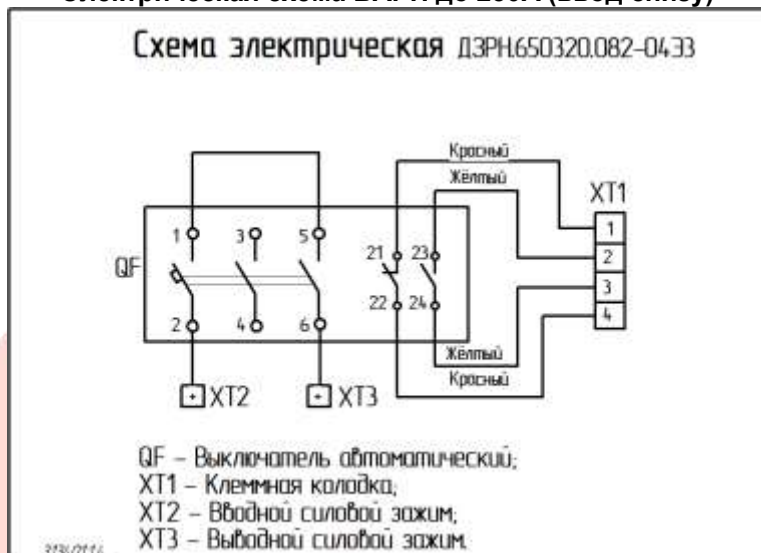 Схема электрическая ДЗРН.650320.082-04ЭЗ
Красный
Жёлтый
XT1
1
2
3
4
QF
1
3
5
21
23
2
4
6
22
24
XT2
XT3
Жёлтый
Красный
QF – Выключатель автоматический;
XT1 – Клеммная колодка;
XT2 – Вводной силовой зажим;
XT3 – Выводной силовой зажим.